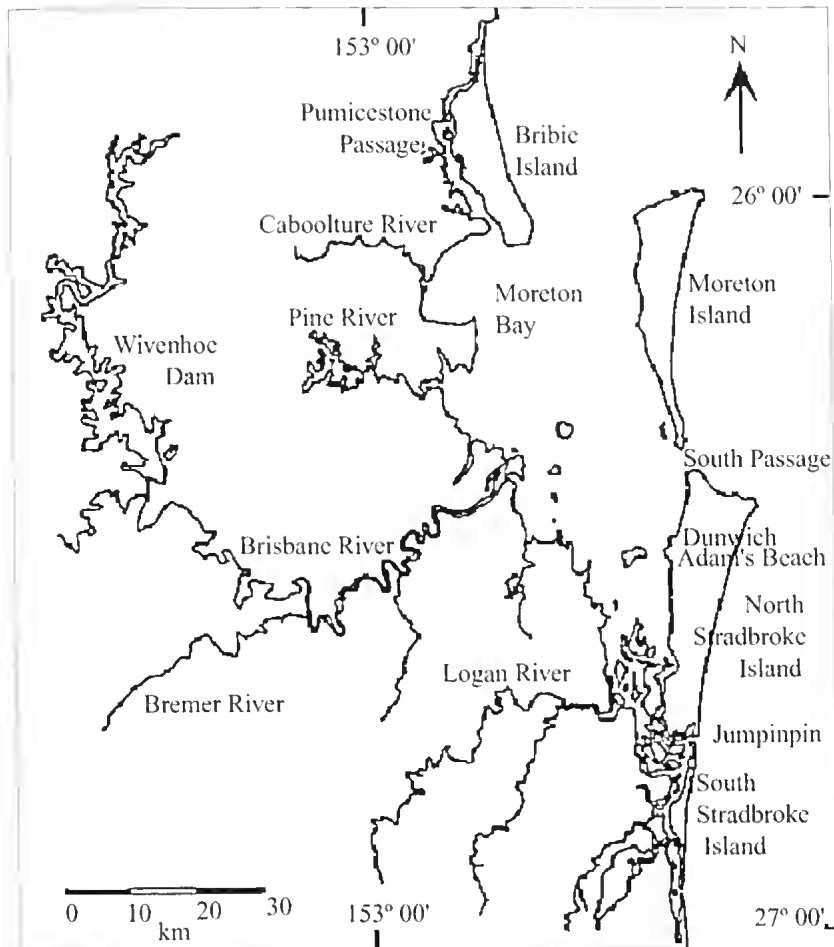 153° 00'
N
Pumicestone
Passage
Bribie
Island
26° 00'
Caboolture River
Moreton
Island
Moreton
Bay
Pine River
Wivenhoe
Dam
South Passage
Dunwich
Adam's Beach
Brisbane River
North
Stradbroke
Island
Logan River
Bremer River
Jumpinpin
South
Stradbroke
Island
0 10 20 30
km
153° 00'
27° 00'